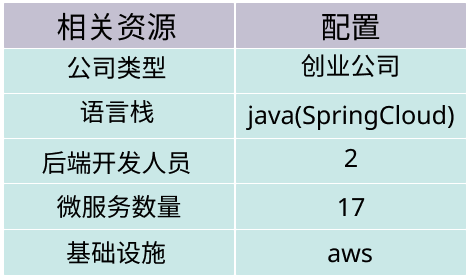 相关资源 配置
公司类型 创业公司
语言栈 java(SpringCloud)
后端开发人员 2
微服务数量 17
基础设施 aws